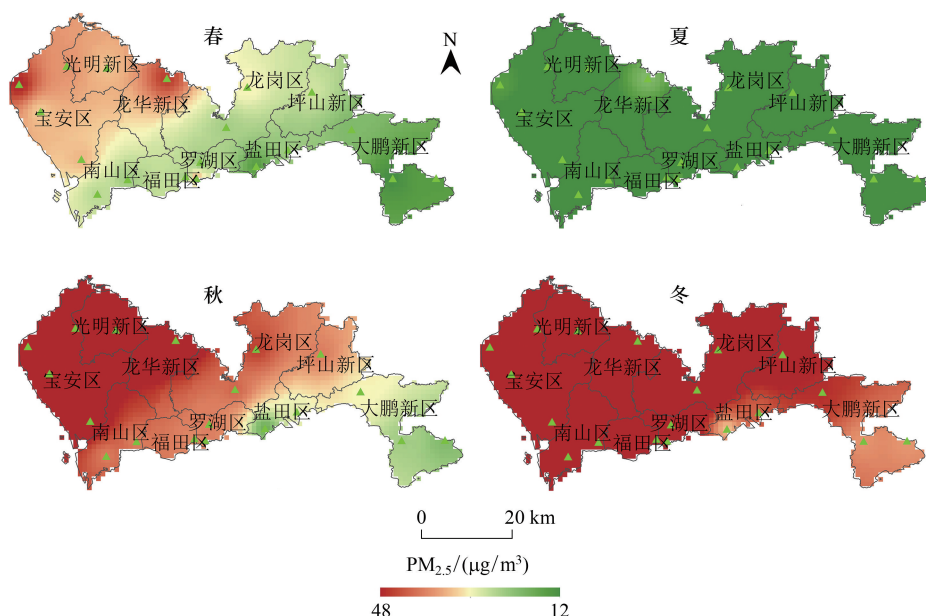 春
N
光明新区
龙岗区
龙华新区
坪山新区
宝安区
大鹏新区
罗湖区
盐田区
南山区
福田区
夏
光明新区
龙岗区
龙华新区
坪山新区
宝安区
大鹏新区
罗湖区
盐田区
南山区
福田区
秋
光明新区
龙岗区
龙华新区
坪山新区
宝安区
大鹏新区
盐田区
罗湖区
南山区
福田区
冬
光明新区
龙岗区
龙华新区
坪山新区
宝安区
大鹏新区
盐田区
罗湖区
南山区
福田区
0 20 km
PM2.5/(μg/m³)
48 12